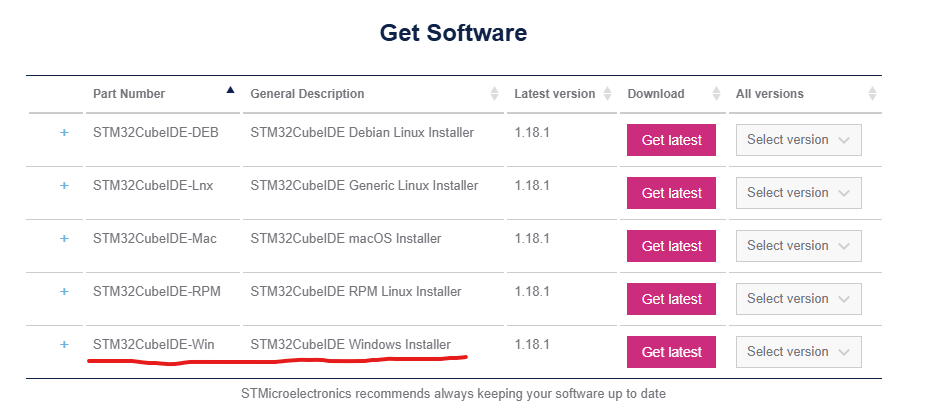 Get Software
Part Number General Description Latest version Download All versions
+ STM32CubeIDE-DEB STM32CubeIDE Debian Linux Installer 1.18.1 Get latest Select version
+ STM32CubeIDE-Lnx STM32CubeIDE Generic Linux Installer 1.18.1 Get latest Select version
+ STM32CubeIDE-Mac STM32CubeIDE macOS Installer 1.18.1 Get latest Select version
+ STM32CubeIDE-RPM STM32CubeIDE RPM Linux Installer 1.18.1 Get latest Select version
+ STM32CubeIDE-Win STM32CubeIDE Windows Installer 1.18.1 Get latest Select version
STMicroelectronics recommends always keeping your software up to date